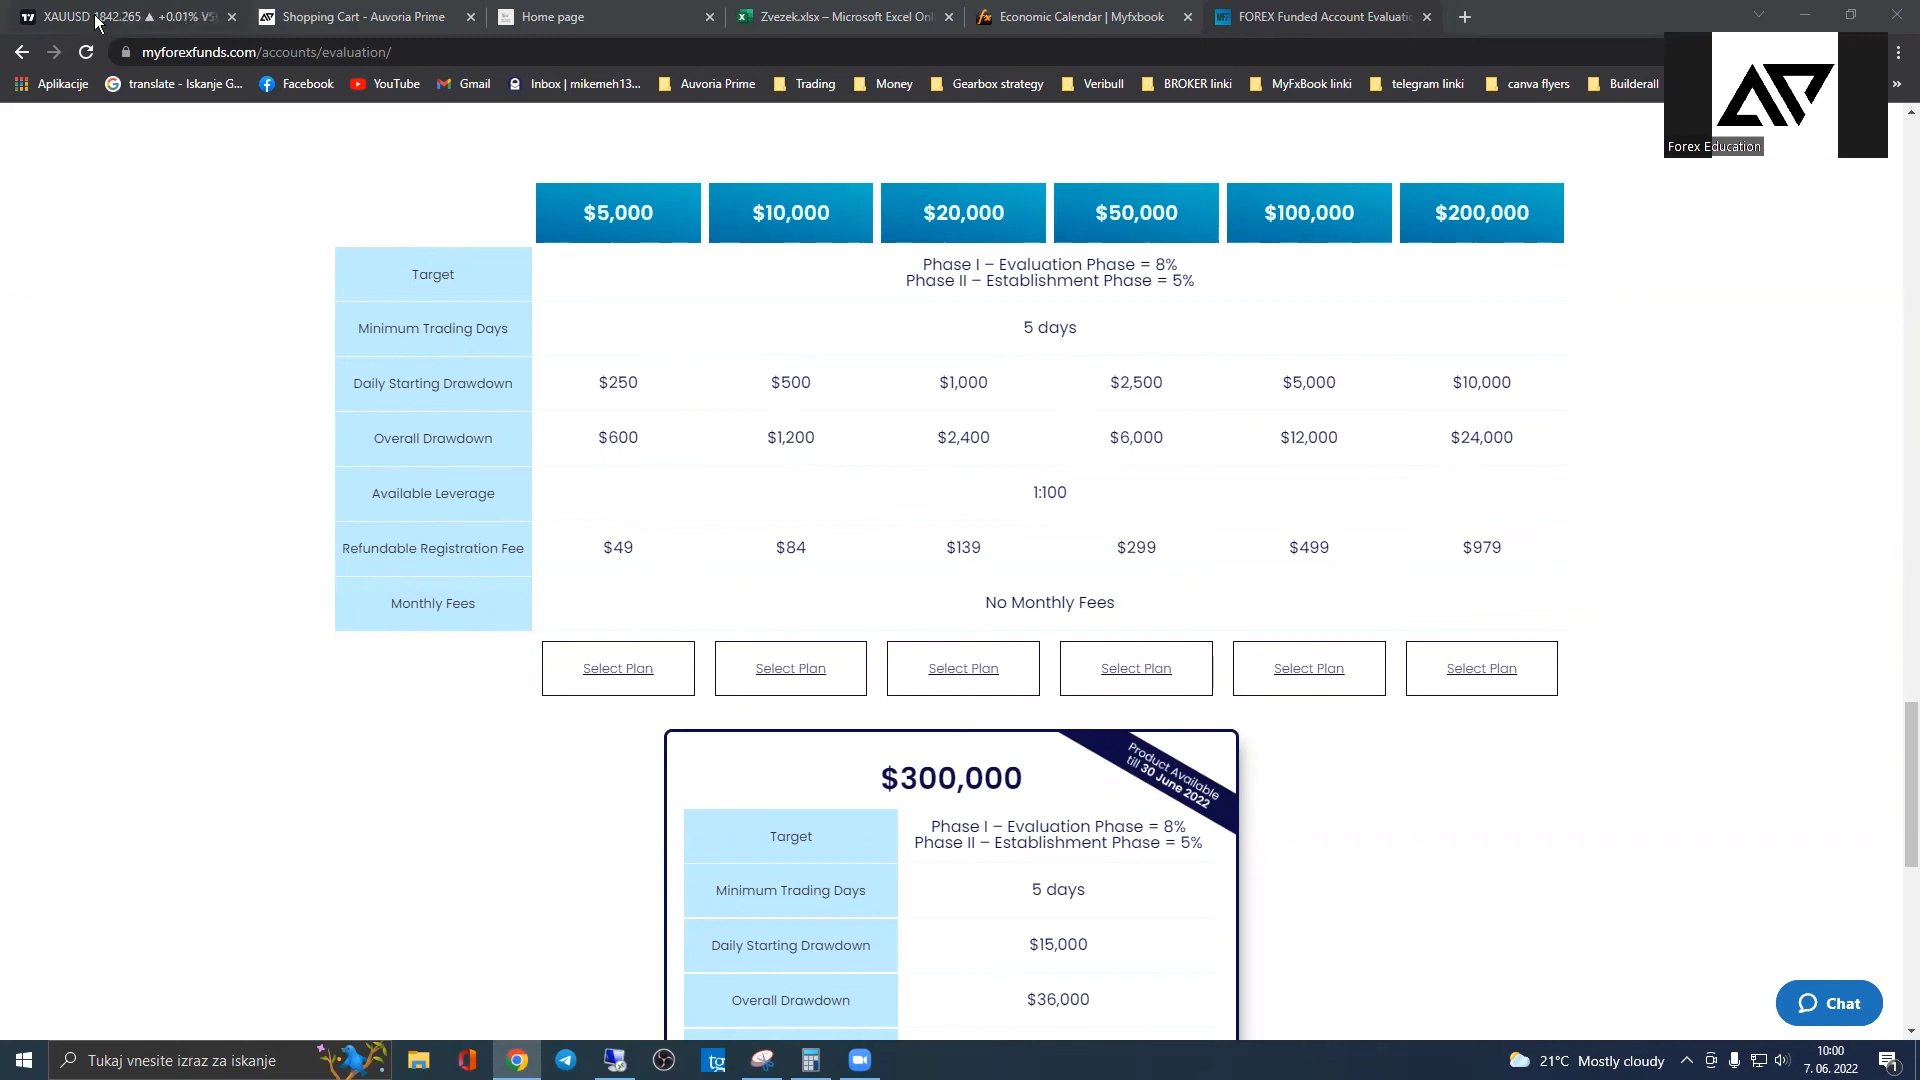 XAUUSD 1842.265 ▲ +0.01%
Shopping Cart - Auvoria Prime
Home page
Zvezek.xlsx – Microsoft Excel Onl
Economic Calendar | Myfxbook
FOREX Funded Account Evaluatic
myforexfunds.com/accounts/evaluation/
Aplikacije
translate - Iskanje G...
Facebook
YouTube
Gmail
Inbox | mikemeh13...
Auvoria Prime
Trading
Money
Gearbox strategy
Veribull
BROKER linki
MyFxBook linki
telegram linki
canva flyers
Builderall
»
Forex Education
$5,000 $10,000 $20,000 $50,000 $100,000 $200,000
Target
Phase I – Evaluation Phase = 8%
Phase II – Establishment Phase = 5%
Minimum Trading Days 5 days
Daily Starting Drawdown $250 $500 $1,000 $2,500 $5,000 $10,000
Overall Drawdown $600 $1,200 $2,400 $6,000 $12,000 $24,000
Available Leverage 1:100
Refundable Registration Fee $49 $84 $139 $299 $499 $979
Monthly Fees No Monthly Fees
Select Plan Select Plan Select Plan Select Plan Select Plan Select Plan
Product Available
till 30 June 2022
$300,000
Target
Phase I – Evaluation Phase = 8%
Phase II – Establishment Phase = 5%
Minimum Trading Days 5 days
Daily Starting Drawdown $15,000
Overall Drawdown $36,000
Chat
Tukaj vnesite izraz za iskanje
tg
21°C Mostly cloudy
10:00
7. 06. 2022
1